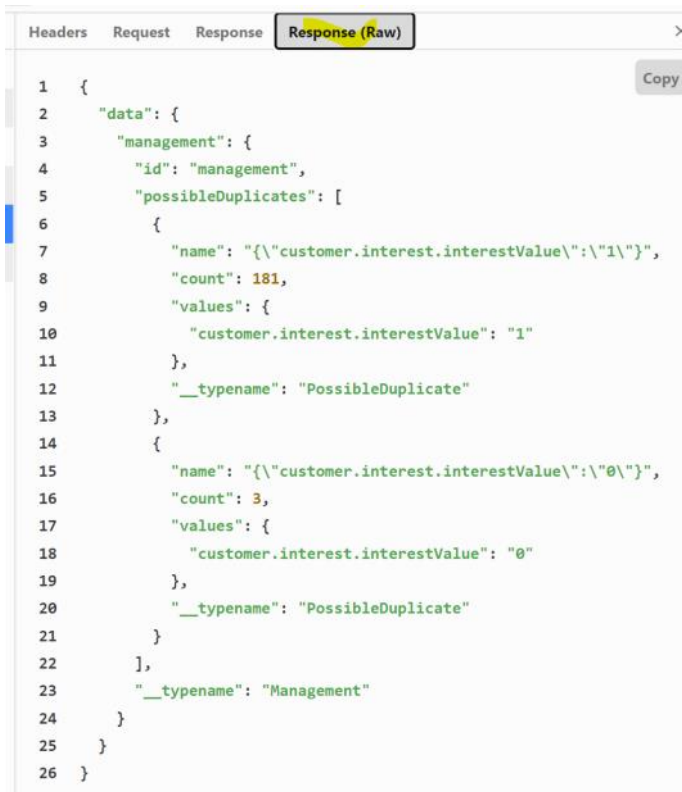 Headers Request Response Response (Raw)
Copy
1 {
2 "data": {
3 "management": {
4 "id": "management",
5 "possibleDuplicates": [
6 {
7 "name": "{\"customer.interest.interestValue\":\"1\"}",
8 "count": 181,
9 "values": {
10 "customer.interest.interestValue": "1"
11 },
12 "__typename": "PossibleDuplicate"
13 },
14 {
15 "name": "{\"customer.interest.interestValue\":\"0\"}",
16 "count": 3,
17 "values": {
18 "customer.interest.interestValue": "0"
19 },
20 "__typename": "PossibleDuplicate"
21 }
22 ],
23 "__typename": "Management"
24 }
25 }
26 }